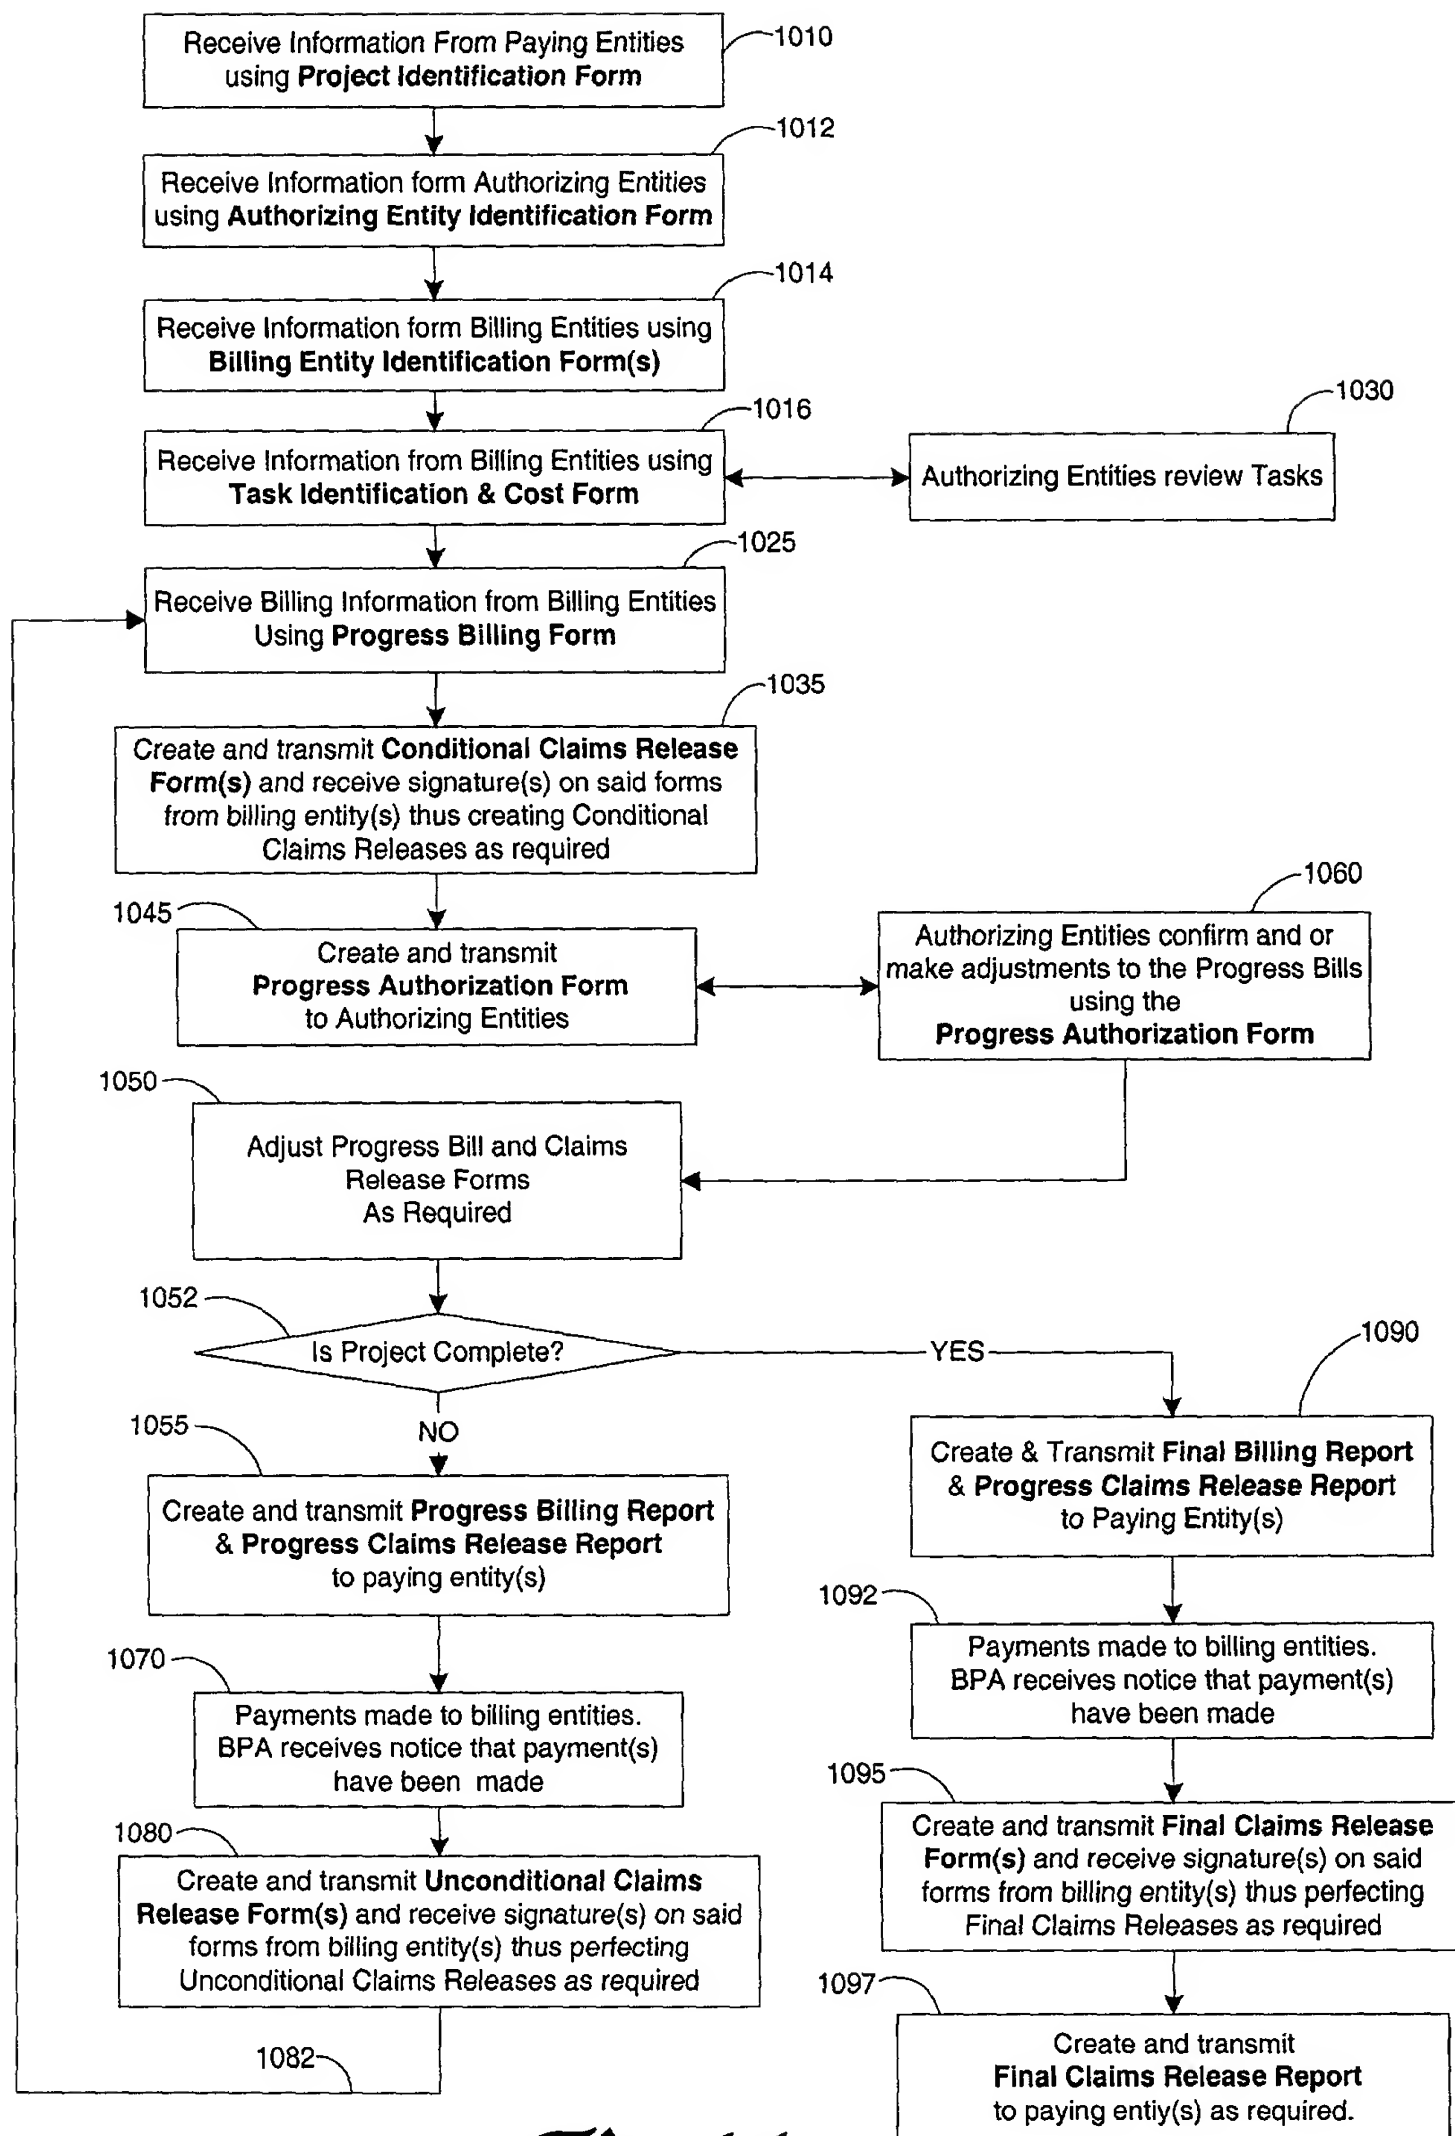 Receive Information From Paying Entities
using Project Identification Form
1010
1012
Receive Information form Authorizing Entities
using Authorizing Entity Identification Form
1014
Receive Information form Billing Entities using
Billing Entity Identification Form(s)
1016
Receive Information from Billing Entities using
Task Identification & Cost Form
1030
Authorizing Entities review Tasks
1025
Receive Billing Information from Billing Entities
Using Progress Billing Form
1035
Create and transmit Conditional Claims Release
Form(s) and receive signature(s) on said forms
from billing entity(s) thus creating Conditional
Claims Releases as required
1045
Create and transmit
Progress Authorization Form
to Authorizing Entities
1060
Authorizing Entities confirm and or
make adjustments to the Progress Bills
using the
Progress Authorization Form
1050
Adjust Progress Bill and Claims
Release Forms
As Required
1052
Is Project Complete?
YES
NO
1055
Create and transmit Progress Billing Report
& Progress Claims Release Report
to paying entity(s)
1070
Payments made to billing entities.
BPA receives notice that payment(s)
have been made
1080
Create and transmit Unconditional Claims
Release Form(s) and receive signature(s) on said
forms from billing entity(s) thus perfecting
Unconditional Claims Releases as required
1082
1090
Create & Transmit Final Billing Report
& Progress Claims Release Report
to Paying Entity(s)
1092
Payments made to billing entities.
BPA receives notice that payment(s)
have been made
1095
Create and transmit Final Claims Release
Form(s) and receive signature(s) on said
forms from billing entity(s) thus perfecting
Final Claims Releases as required
1097
Create and transmit
Final Claims Release Report
to paying entiy(s) as required.